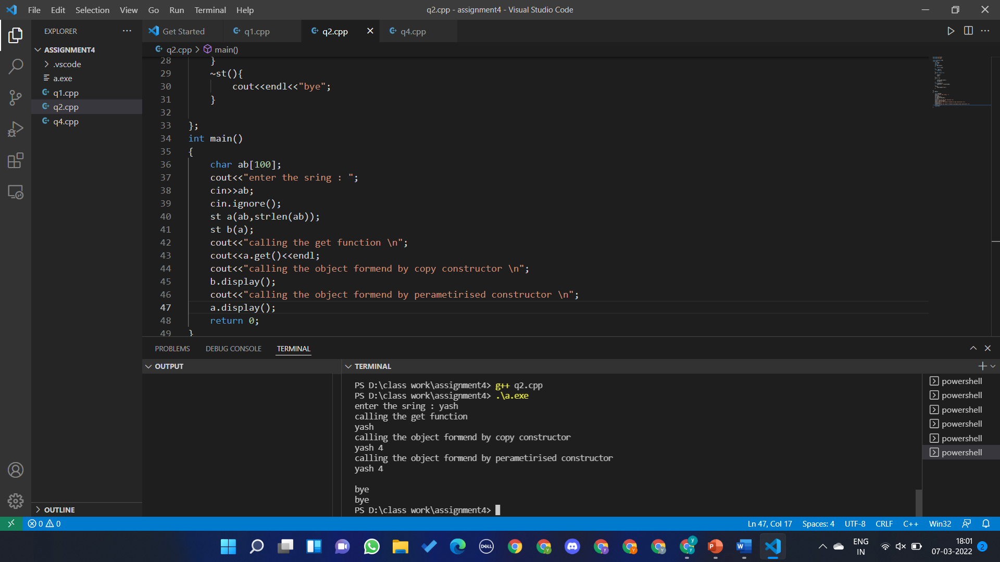 File Edit Selection View Go Run Terminal Help
q2.cpp - assignment4 - Visual Studio Code
EXPLORER
Get Started
q1.cpp
q2.cpp
q4.cpp
ASSIGNMENT4
.vscode
a.exe
q1.cpp
q2.cpp
q4.cpp
q2.cpp > main()
28 }
29 ~st(){
30 cout<<endl<<"bye";
31 }
32
33 };
34 int main()
35 {
36 char ab[100];
37 cout<<"enter the sring : ";
38 cin>>ab;
39 cin.ignore();
40 st a(ab,strlen(ab));
41 st b(a);
42 cout<<"calling the get function \n";
43 cout<<a.get()<<endl;
44 cout<<"calling the object formend by copy constructor \n";
45 b.display();
46 cout<<"calling the object formend by perametirised constructor \n";
47 a.display();
48 return 0;
49 }
PROBLEMS DEBUG CONSOLE TERMINAL
OUTPUT
TERMINAL
PS D:\class work\assignment4> g++ q2.cpp
PS D:\class work\assignment4> .\a.exe
enter the sring : yash
calling the get function
yash
calling the object formend by copy constructor
yash 4
calling the object formend by perametirised constructor
yash 4
bye
bye
PS D:\class work\assignment4>
powershell
powershell
powershell
powershell
powershell
powershell
OUTLINE
0 0
Ln 47, Col 17 Spaces: 4 UTF-8 CRLF C++ Win32
DELL
ENG
IN
18:01
07-03-2022
2